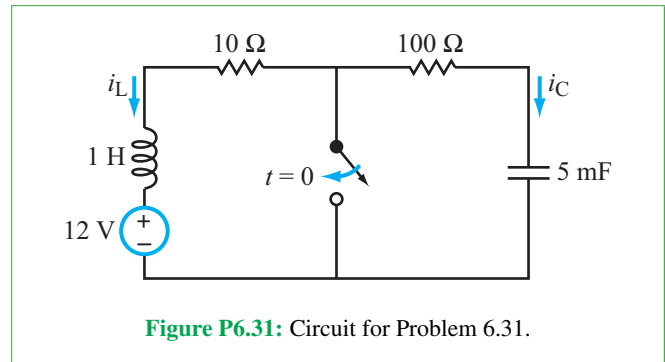 10 Ω 100 Ω
iL iC
1 H
t = 0 5 mF
12 V
+
−
Figure P6.31: Circuit for Problem 6.31.